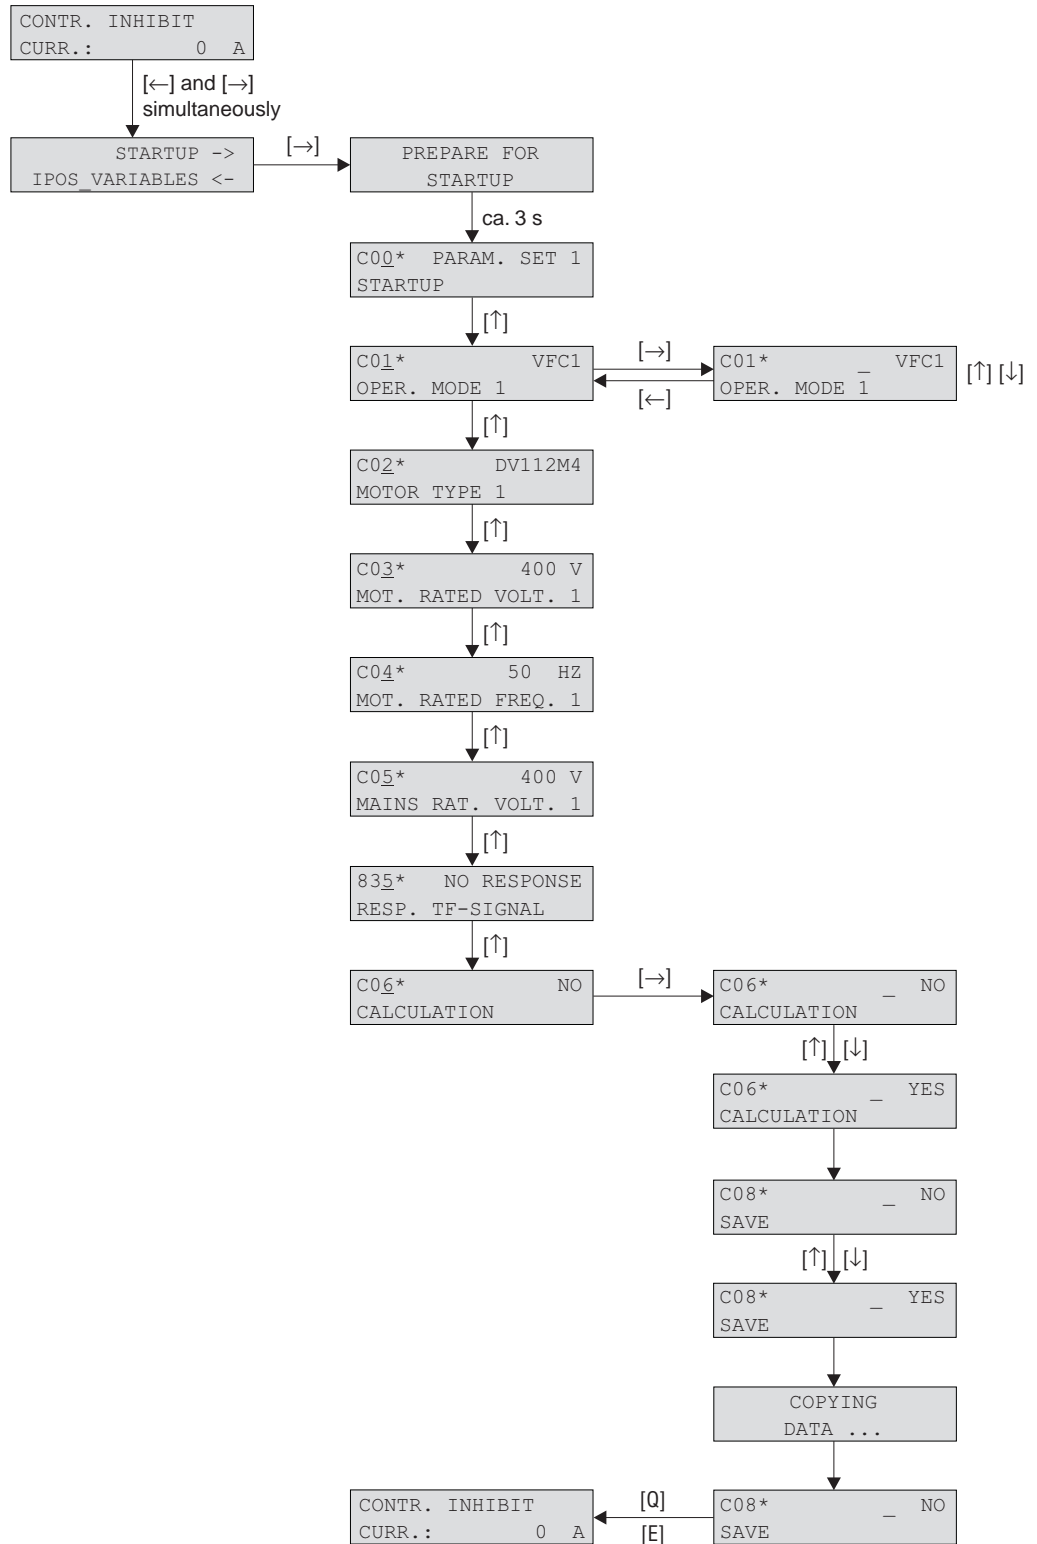 CONTR. INHIBIT
CURR.: 0 A
[←] and [→]
simultaneously
STARTUP ->
IPOS_VARIABLES <-
[→]
PREPARE FOR
STARTUP
ca. 3 s
C00* PARAM. SET 1
STARTUP
[↑]
C01* VFC1
OPER. MODE 1
[→]
[←]
C01* _ VFC1
OPER. MODE 1
[↑] [↓]
[↑]
C02* DV112M4
MOTOR TYPE 1
[↑]
C03* 400 V
MOT. RATED VOLT. 1
[↑]
C04* 50 HZ
MOT. RATED FREQ. 1
[↑]
C05* 400 V
MAINS RAT. VOLT. 1
[↑]
835* NO RESPONSE
RESP. TF-SIGNAL
[↑]
C06* NO
CALCULATION
[→]
C06* _ NO
CALCULATION
[↑] [↓]
C06* _ YES
CALCULATION
C08* _ NO
SAVE
[↑] [↓]
C08* _ YES
SAVE
COPYING
DATA ...
C08* _ NO
SAVE
[Q]
[E]
CONTR. INHIBIT
CURR.: 0 A